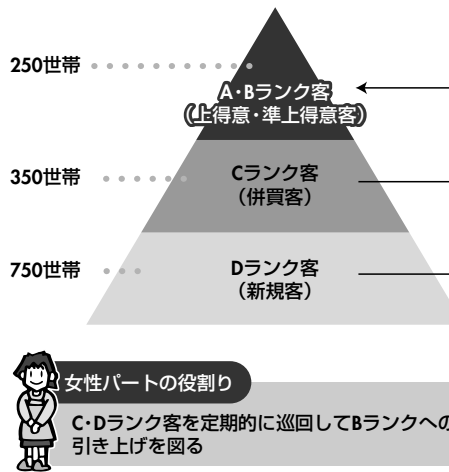 250世帯
A・Bランク客
（上得意・準上得意客）
350世帯
Cランク客
（併買客）
750世帯
Dランク客
（新規客）
女性パートの役割り
C・Dランク客を定期的に巡回してBランクへの
引き上げを図る